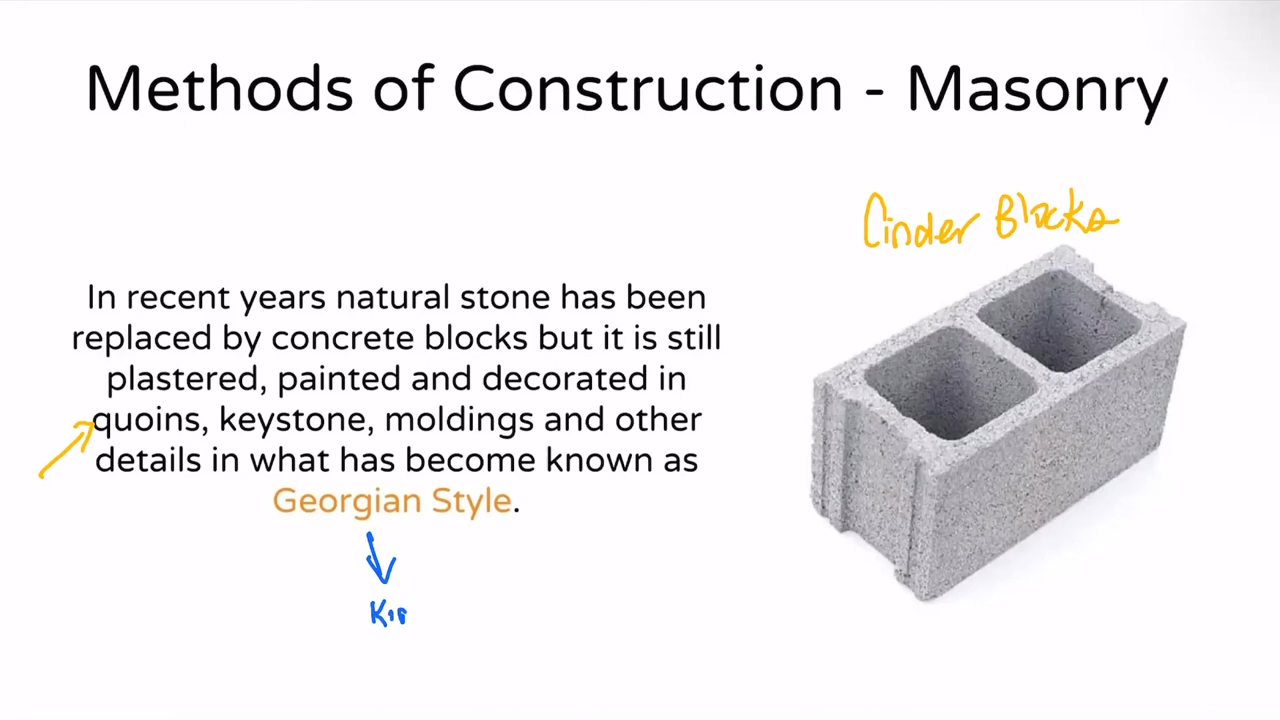 Methods of Construction - Masonry
Cinder Blocks
In recent years natural stone has been
replaced by concrete blocks but it is still
plastered, painted and decorated in
quoins, keystone, moldings and other
details in what has become known as
Georgian Style.